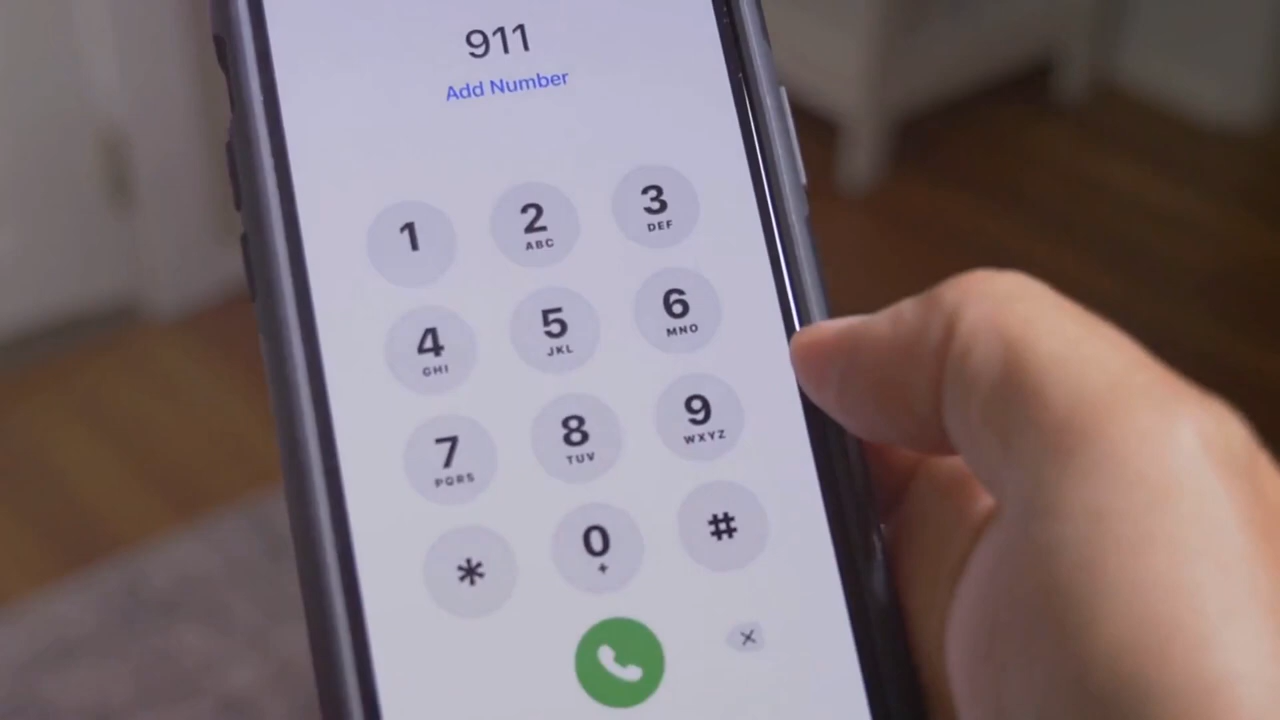 911
Add Number
1 2 3
ABC DEF
4 5 6
GHI JKL MNO
7 8 9
PQRS TUV WXYZ
* 0 #
+